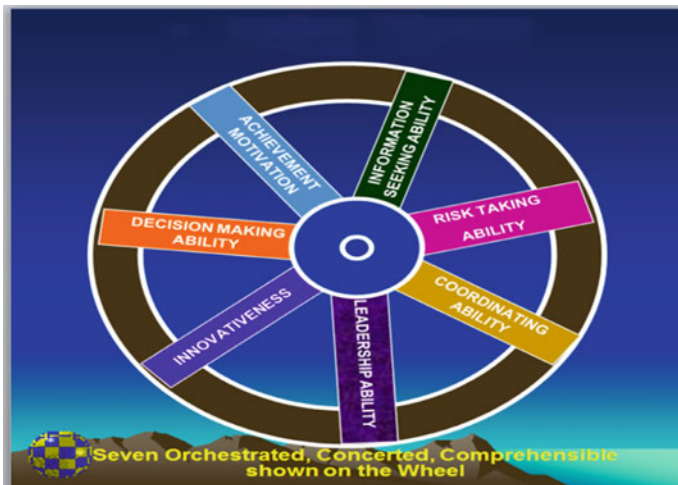 ACHIEVEMENT
MOTIVATION
INFORMATION
SEEKING ABILITY
RISK TAKING
ABILITY
COORDINATING
ABILITY
LEADERSHIP ABILITY
INNOVATIVENESS
DECISION MAKING
ABILITY
Seven Orchestrated, Concerted, Comprehensible
shown on the Wheel